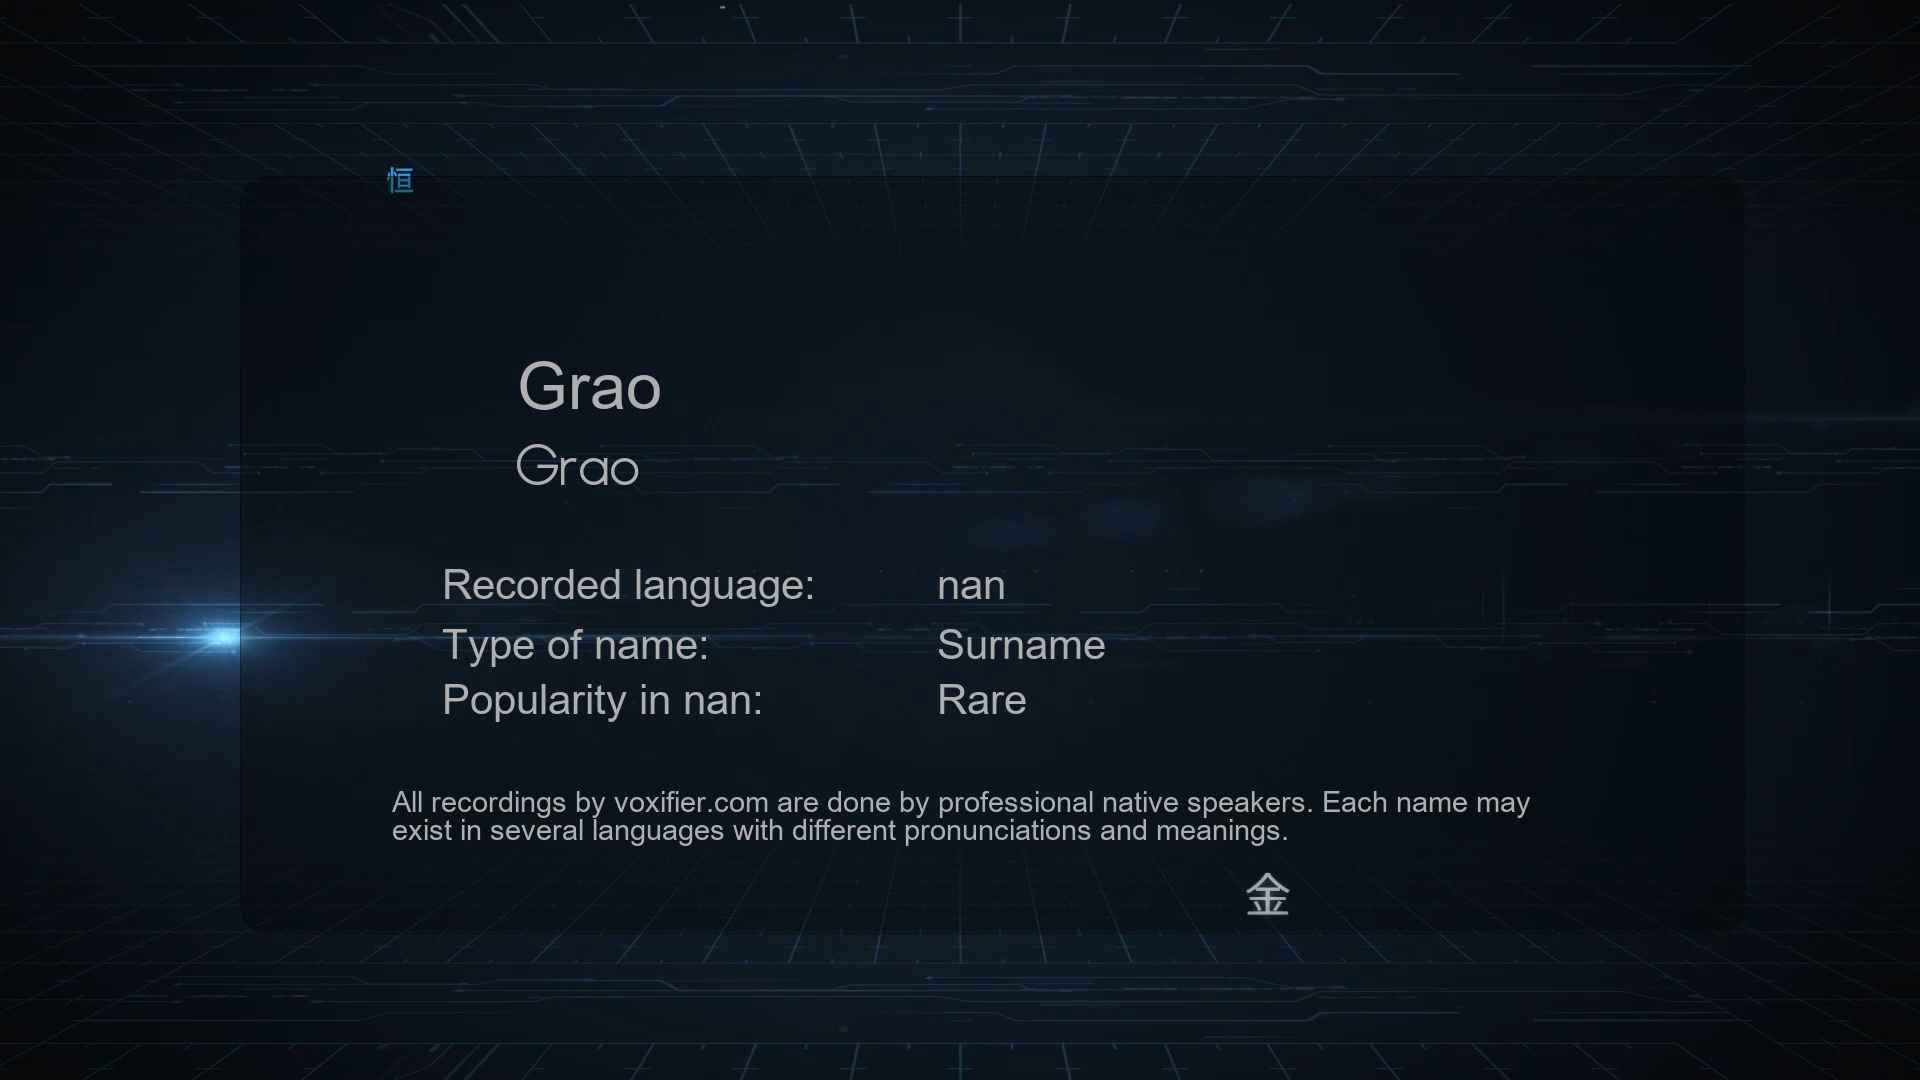 恒
Grao
Grao
Recorded language: nan
Type of name: Surname
Popularity in nan: Rare
All recordings by voxifier.com are done by professional native speakers. Each name may
exist in several languages with different pronunciations and meanings.
金